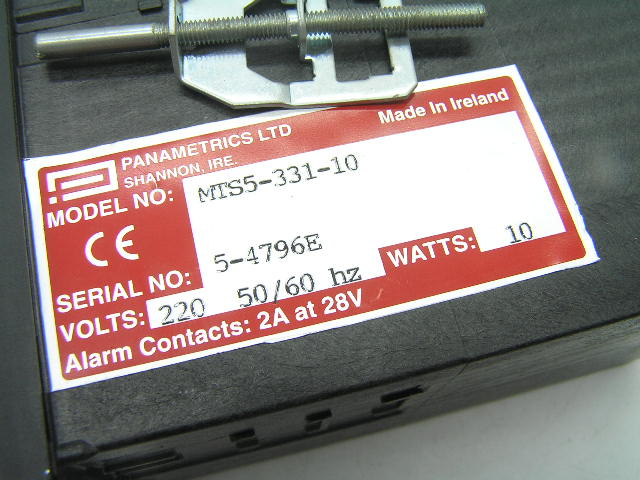 PANAMETRICS LTD
SHANNON, IRE.
Made In Ireland
MODEL NO: MTS5-331-10
CE
SERIAL NO: 5-4796E
VOLTS: 220 50/60 hz WATTS: 10
Alarm Contacts: 2A at 28V